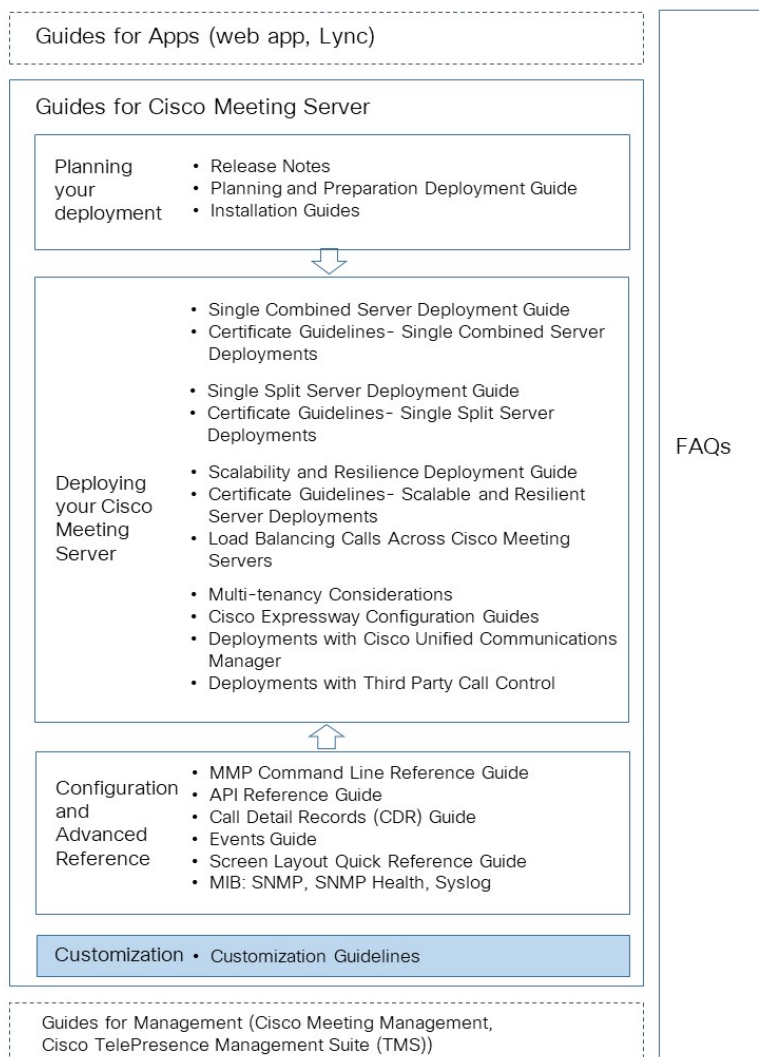 Guides for Apps (web app, Lync)
Guides for Cisco Meeting Server
Planning
your
deployment
• Release Notes
• Planning and Preparation Deployment Guide
• Installation Guides
Deploying
your Cisco
Meeting
Server
• Single Combined Server Deployment Guide
• Certificate Guidelines- Single Combined Server
Deployments
• Single Split Server Deployment Guide
• Certificate Guidelines- Single Split Server
Deployments
• Scalability and Resilience Deployment Guide
• Certificate Guidelines- Scalable and Resilient
Server Deployments
• Load Balancing Calls Across Cisco Meeting
Servers
• Multi-tenancy Considerations
• Cisco Expressway Configuration Guides
• Deployments with Cisco Unified Communications
Manager
• Deployments with Third Party Call Control
Configuration
and
Advanced
Reference
• MMP Command Line Reference Guide
• API Reference Guide
• Call Detail Records (CDR) Guide
• Events Guide
• Screen Layout Quick Reference Guide
• MIB: SNMP, SNMP Health, Syslog
Customization • Customization Guidelines
Guides for Management (Cisco Meeting Management,
Cisco TelePresence Management Suite (TMS))
FAQs